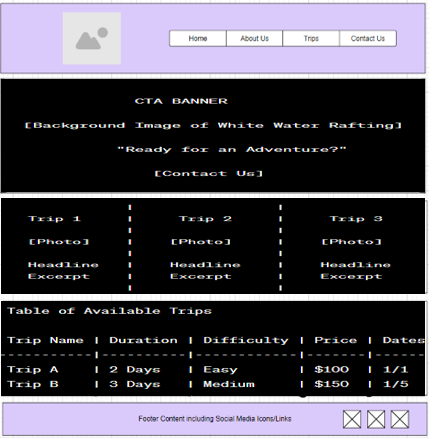 Home About Us Trips Contact Us
CTA BANNER
[Background Image of White Water Rafting]
"Ready for an Adventure?"
[Contact Us]
Trip 1 | Trip 2 | Trip 3
[Photo] | [Photo] | [Photo]
Headline | Headline | Headline
Excerpt | Excerpt | Excerpt
Table of Available Trips
Trip Name | Duration | Difficulty | Price | Dates
Trip A | 2 Days | Easy | $100 | 1/1
Trip B | 3 Days | Medium | $150 | 1/5
Footer Content including Social Media Icons/Links